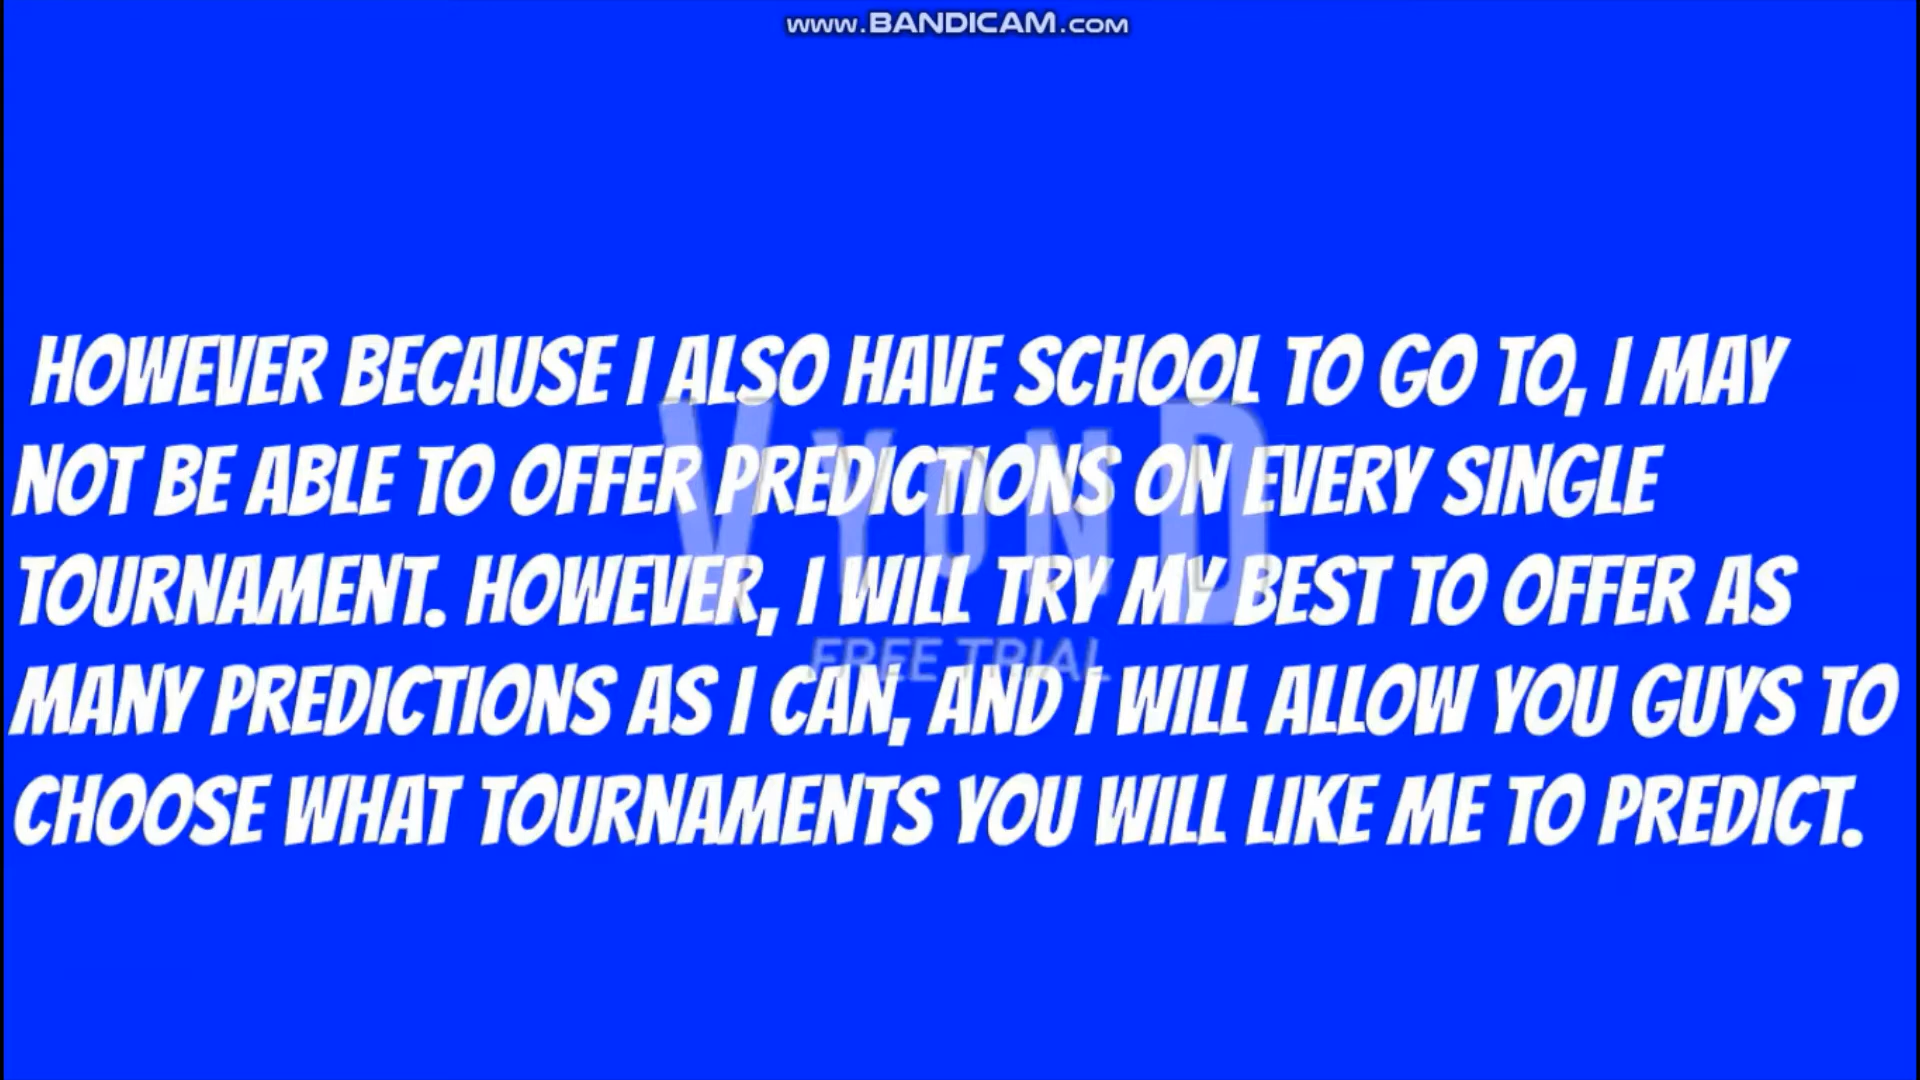 www.BANDICAM.com
HOWEVER BECAUSE I ALSO HAVE SCHOOL TO GO TO, I MAY
NOT BE ABLE TO OFFER PREDICTIONS ON EVERY SINGLE
TOURNAMENT. HOWEVER, I WILL TRY MY BEST TO OFFER AS
MANY PREDICTIONS AS I CAN, AND I WILL ALLOW YOU GUYS TO
CHOOSE WHAT TOURNAMENTS YOU WILL LIKE ME TO PREDICT.
VYOND
FREE TRIAL